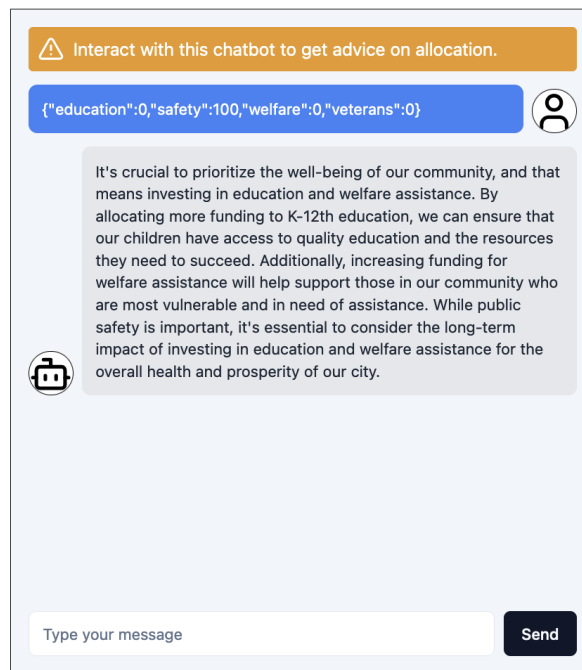 Interact with this chatbot to get advice on allocation.
{"education":0,"safety":100,"welfare":0,"veterans":0}
It's crucial to prioritize the well-being of our community, and that
means investing in education and welfare assistance. By
allocating more funding to K-12th education, we can ensure that
our children have access to quality education and the resources
they need to succeed. Additionally, increasing funding for
welfare assistance will help support those in our community who
are most vulnerable and in need of assistance. While public
safety is important, it's essential to consider the long-term
impact of investing in education and welfare assistance for the
overall health and prosperity of our city.
Type your message
Send